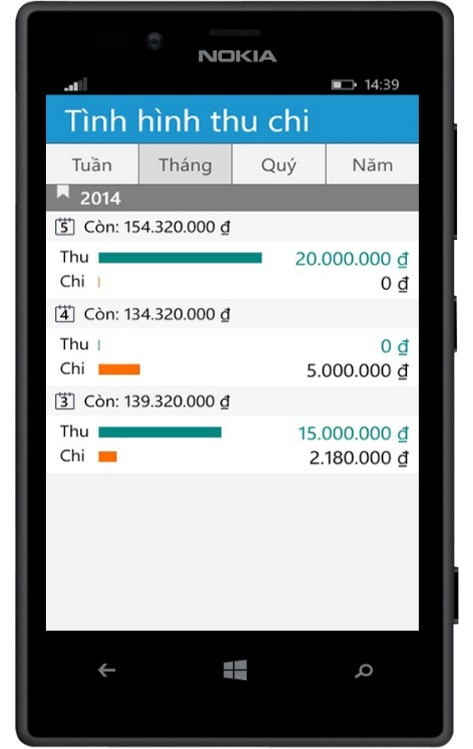 NOKIA
14:39
Tình hình thu chi
Tuần Tháng Quý Năm
2014
5 Còn: 154.320.000 đ
Thu 20.000.000 đ
Chi 0 đ
4 Còn: 134.320.000 đ
Thu 0 đ
Chi 5.000.000 đ
3 Còn: 139.320.000 đ
Thu 15.000.000 đ
Chi 2.180.000 đ